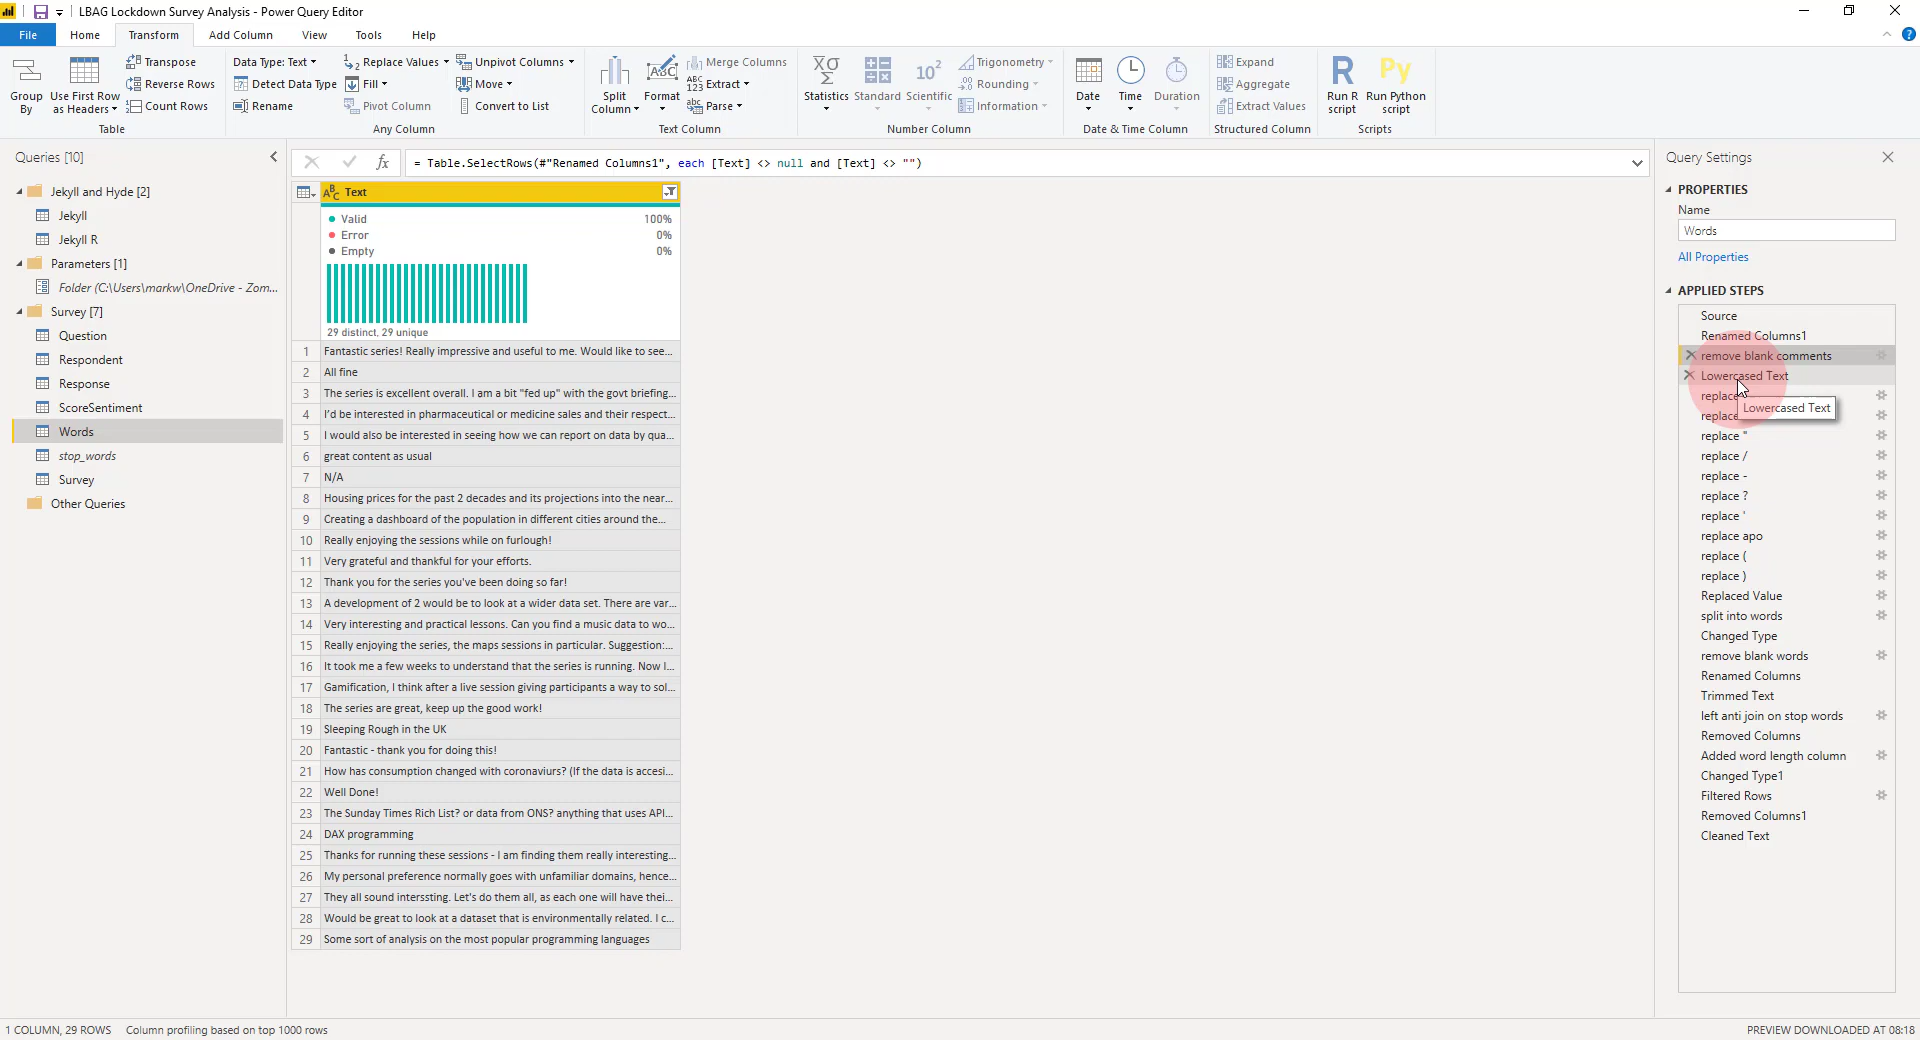 LBAG Lockdown Survey Analysis - Power Query Editor
File
Home
Transform
Add Column
View
Tools
Help
Group By
Use First Row as Headers
Transpose
Reverse Rows
Count Rows
Table
Data Type: Text
Detect Data Type
Rename
Replace Values
Fill
Pivot Column
Unpivot Columns
Move
Convert to List
Any Column
Split Column
Format
Merge Columns
Extract
Parse
Text Column
Statistics
Standard
Scientific
Trigonometry
Rounding
Information
Number Column
Date
Time
Duration
Date & Time Column
Expand
Aggregate
Extract Values
Structured Column
Run R script
Run Python script
Scripts
Queries [10]
Jekyll and Hyde [2]
Jekyll
Jekyll R
Parameters [1]
Folder (C:\Users\markw\OneDrive - Zom...
Survey [7]
Question
Respondent
Response
ScoreSentiment
Words
stop_words
Survey
Other Queries
= Table.SelectRows(#"Renamed Columns1", each [Text] <> null and [Text] <> "")
Text
Valid 100%
Error 0%
Empty 0%
29 distinct, 29 unique
1 Fantastic series! Really impressive and useful to me. Would like to see...
2 All fine
3 The series is excellent overall. I am a bit "fed up" with the govt briefing...
4 I'd be interested in pharmaceutical or medicine sales and their respect...
5 I would also be interested in seeing how we can report on data by qua...
6 great content as usual
7 N/A
8 Housing prices for the past 2 decades and its projections into the near...
9 Creating a dashboard of the population in different cities around the...
10 Really enjoying the sessions while on furlough!
11 Very grateful and thankful for your efforts.
12 Thank you for the series you've been doing so far!
13 A development of 2 would be to look at a wider data set. There are var...
14 Very interesting and practical lessons. Can you find a music data to wo...
15 Really enjoying the series, the maps sessions in particular. Suggestion:...
16 It took me a few weeks to understand that the series is running. Now I...
17 Gamification, I think after a live session giving participants a way to sol...
18 The series are great, keep up the good work!
19 Sleeping Rough in the UK
20 Fantastic - thank you for doing this!
21 How has consumption changed with coronaviurs? (If the data is accesi...
22 Well Done!
23 The Sunday Times Rich List? or data from ONS? anything that uses API...
24 DAX programming
25 Thanks for running these sessions - I am finding them really interesting...
26 My personal preference normally goes with unfamiliar domains, hence...
27 They all sound interssting. Let's do them all, as each one will have thei...
28 Would be great to look at a dataset that is environmentally related. I c...
29 Some sort of analysis on the most popular programming languages
Query Settings
PROPERTIES
Name
Words
All Properties
APPLIED STEPS
Source
Renamed Columns1
remove blank comments
Lowercased Text
replace
Lowercased Text
replace
replace "
replace /
replace -
replace ?
replace '
replace apo
replace (
replace )
Replaced Value
split into words
Changed Type
remove blank words
Renamed Columns
Trimmed Text
left anti join on stop words
Removed Columns
Added word length column
Changed Type1
Filtered Rows
Removed Columns1
Cleaned Text
1 COLUMN, 29 ROWS
Column profiling based on top 1000 rows
PREVIEW DOWNLOADED AT 08:18